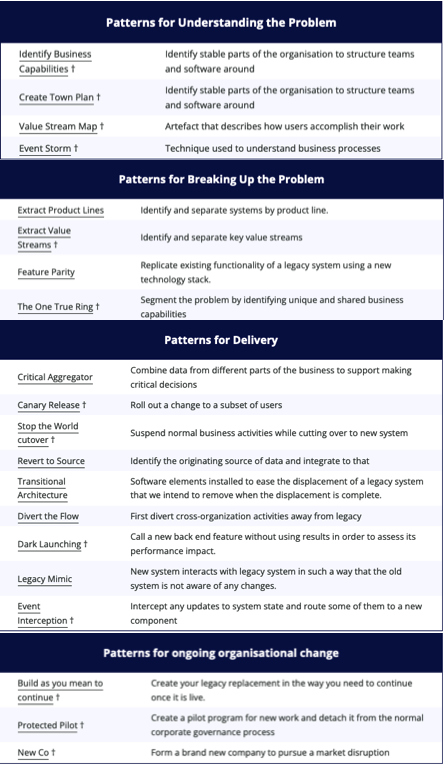 Patterns for Understanding the Problem
Identify Business Identify stable parts of the organisation to structure teams
Capabilities † and software around
Create Town Plan † Identify stable parts of the organisation to structure teams
and software around
Value Stream Map † Artefact that describes how users accomplish their work
Event Storm † Technique used to understand business processes
Patterns for Breaking Up the Problem
Extract Product Lines Identify and separate systems by product line.
Extract Value
Streams † Identify and separate key value streams
Feature Parity Replicate existing functionality of a legacy system using a new
technology stack.
The One True Ring † Segment the problem by identifying unique and shared business
capabilities
Patterns for Delivery
Critical Aggregator Combine data from different parts of the business to support making
critical decisions
Canary Release † Roll out a change to a subset of users
Stop the World
cutover † Suspend normal business activities while cutting over to new system
Revert to Source Identify the originating source of data and integrate to that
Transitional Software elements installed to ease the displacement of a legacy system
Architecture that we intend to remove when the displacement is complete.
Divert the Flow First divert cross-organization activities away from legacy
Dark Launching † Call a new back end feature without using results in order to assess its
performance impact.
Legacy Mimic New system interacts with legacy system in such a way that the old
system is not aware of any changes.
Event Intercept any updates to system state and route some of them to a new
Interception † component
Patterns for ongoing organisational change
Build as you mean to Create your legacy replacement in the way you need to continue
continue † once it is live.
Protected Pilot † Create a pilot program for new work and detach it from the normal
corporate governance process
New Co † Form a brand new company to pursue a market disruption